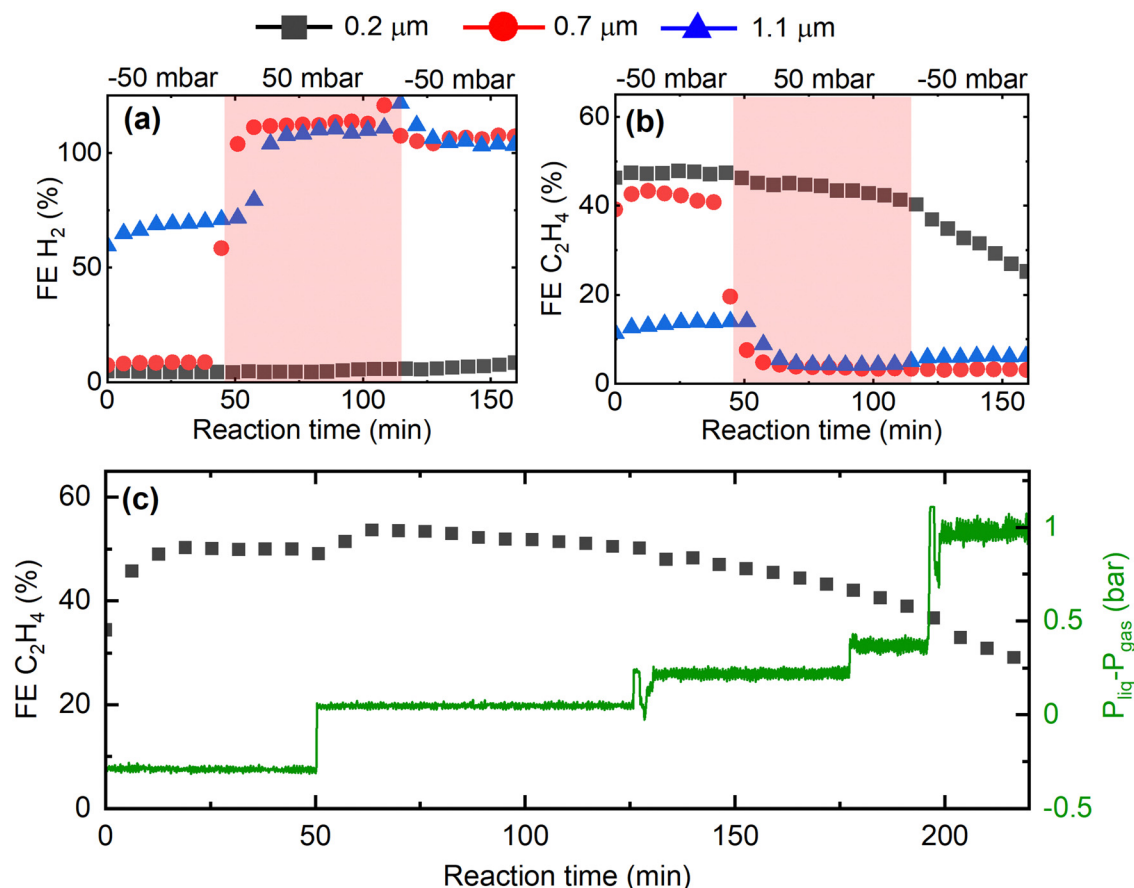 0.2 μm 0.7 μm 1.1 μm
-50 mbar 50 mbar -50 mbar
(a)
FE H2 (%)
100
50
0
0 50 100 150
Reaction time (min)
-50 mbar 50 mbar -50 mbar
(b)
FE C2H4 (%)
60
40
20
0
0 50 100 150
Reaction time (min)
(c)
FE C2H4 (%)
60
40
20
0
0 50 100 150 200
Reaction time (min)
1
0.5
0
-0.5
Pliq-Pgas (bar)